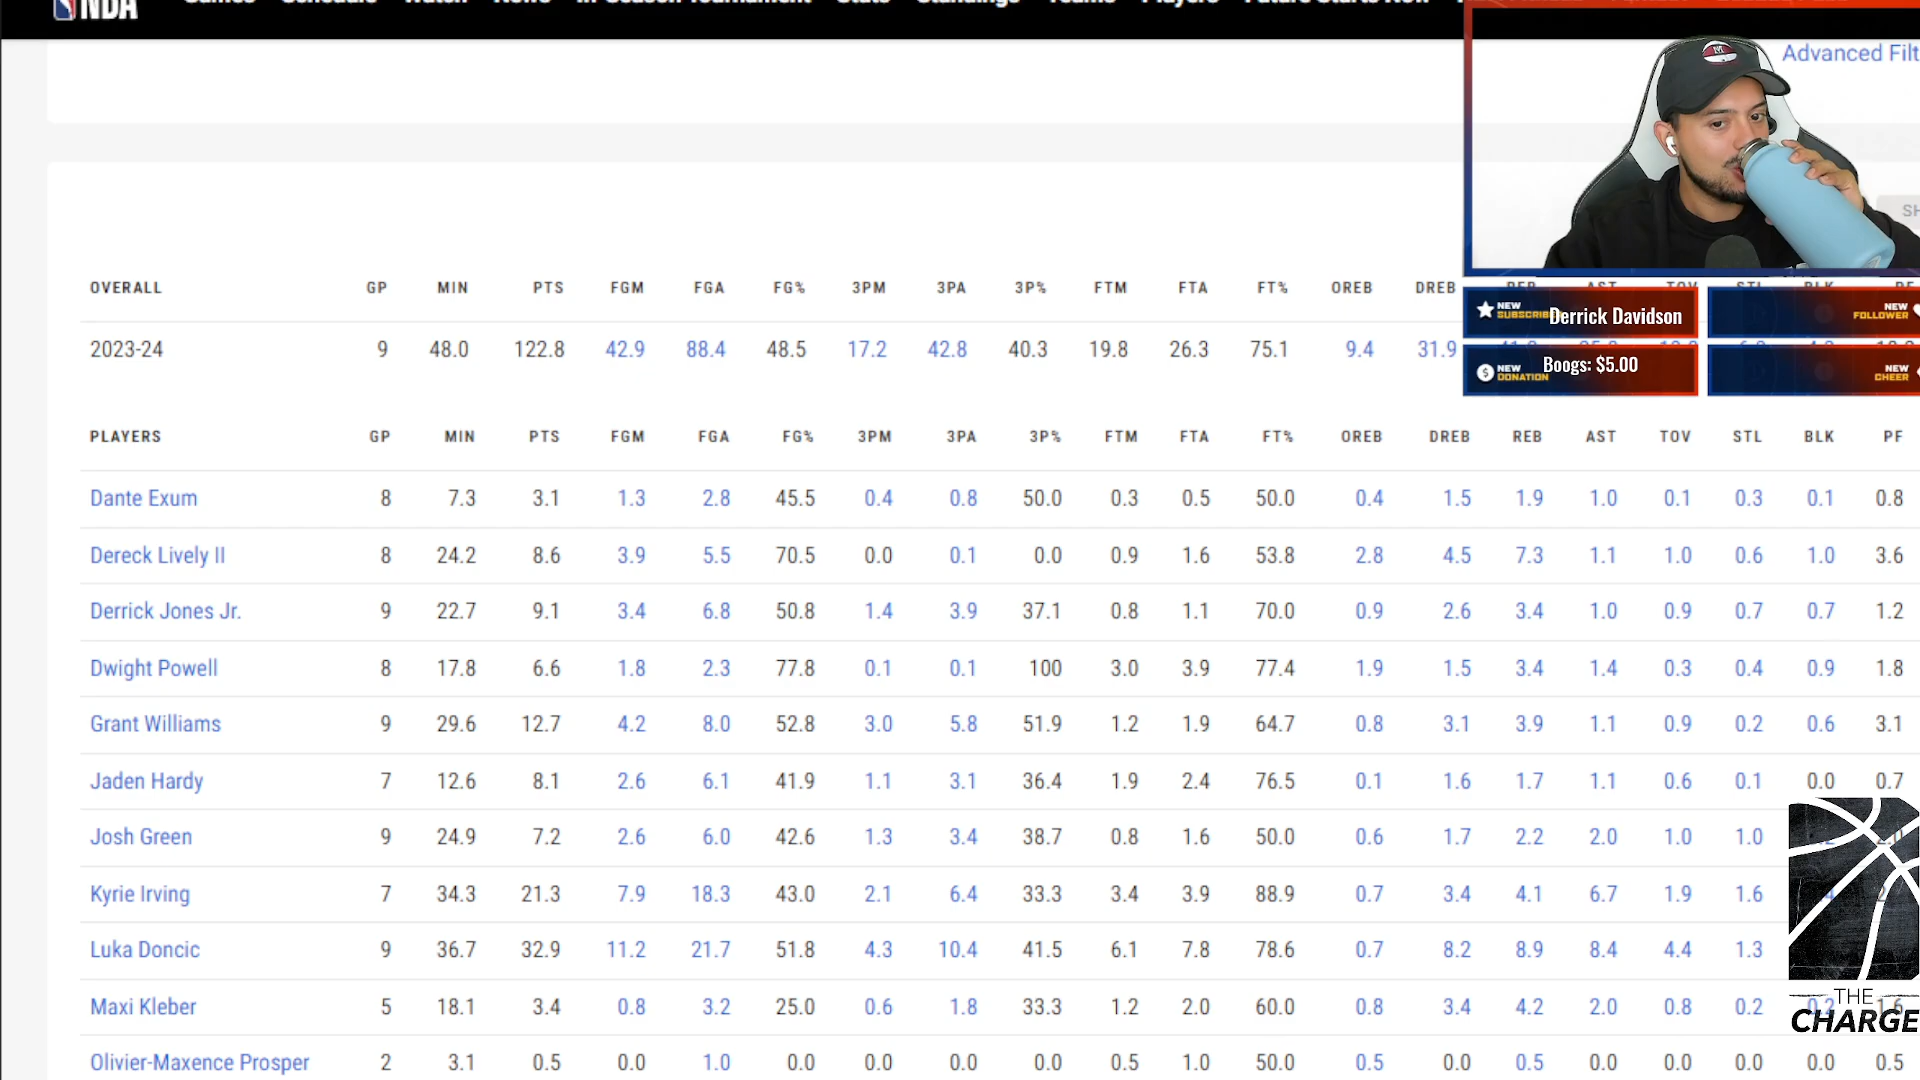 NBA Games Schedule Watch News In-Season Tournament Stats Standings Teams Players Future Starts Now
Advanced Filt
SH
OVERALL GP MIN PTS FGM FGA FG% 3PM 3PA 3P% FTM FTA FT% OREB DREB REB AST TOV STL BLK PF
2023-24 9 48.0 122.8 42.9 88.4 48.5 17.2 42.8 40.3 19.8 26.3 75.1 9.4 31.9
NEW SUBSCRIB Derrick Davidson
NEW FOLLOWER
NEW DONATION Boogs: $5.00
NEW CHEER
PLAYERS GP MIN PTS FGM FGA FG% 3PM 3PA 3P% FTM FTA FT% OREB DREB REB AST TOV STL BLK PF
Dante Exum 8 7.3 3.1 1.3 2.8 45.5 0.4 0.8 50.0 0.3 0.5 50.0 0.4 1.5 1.9 1.0 0.1 0.3 0.1 0.8
Dereck Lively II 8 24.2 8.6 3.9 5.5 70.5 0.0 0.1 0.0 0.9 1.6 53.8 2.8 4.5 7.3 1.1 1.0 0.6 1.0 3.6
Derrick Jones Jr. 9 22.7 9.1 3.4 6.8 50.8 1.4 3.9 37.1 0.8 1.1 70.0 0.9 2.6 3.4 1.0 0.9 0.7 0.7 1.2
Dwight Powell 8 17.8 6.6 1.8 2.3 77.8 0.1 0.1 100 3.0 3.9 77.4 1.9 1.5 3.4 1.4 0.3 0.4 0.9 1.8
Grant Williams 9 29.6 12.7 4.2 8.0 52.8 3.0 5.8 51.9 1.2 1.9 64.7 0.8 3.1 3.9 1.1 0.9 0.2 0.6 3.1
Jaden Hardy 7 12.6 8.1 2.6 6.1 41.9 1.1 3.1 36.4 1.9 2.4 76.5 0.1 1.6 1.7 1.1 0.6 0.1 0.0 0.7
Josh Green 9 24.9 7.2 2.6 6.0 42.6 1.3 3.4 38.7 0.8 1.6 50.0 0.6 1.7 2.2 2.0 1.0 1.0
Kyrie Irving 7 34.3 21.3 7.9 18.3 43.0 2.1 6.4 33.3 3.4 3.9 88.9 0.7 3.4 4.1 6.7 1.9 1.6
Luka Doncic 9 36.7 32.9 11.2 21.7 51.8 4.3 10.4 41.5 6.1 7.8 78.6 0.7 8.2 8.9 8.4 4.4 1.3
Maxi Kleber 5 18.1 3.4 0.8 3.2 25.0 0.6 1.8 33.3 1.2 2.0 60.0 0.8 3.4 4.2 2.0 0.8 0.2 0.2 1.6
THE
CHARGE
Olivier-Maxence Prosper 2 3.1 0.5 0.0 1.0 0.0 0.0 0.0 0.0 0.5 1.0 50.0 0.5 0.0 0.5 0.0 0.0 0.0 0.0 0.5